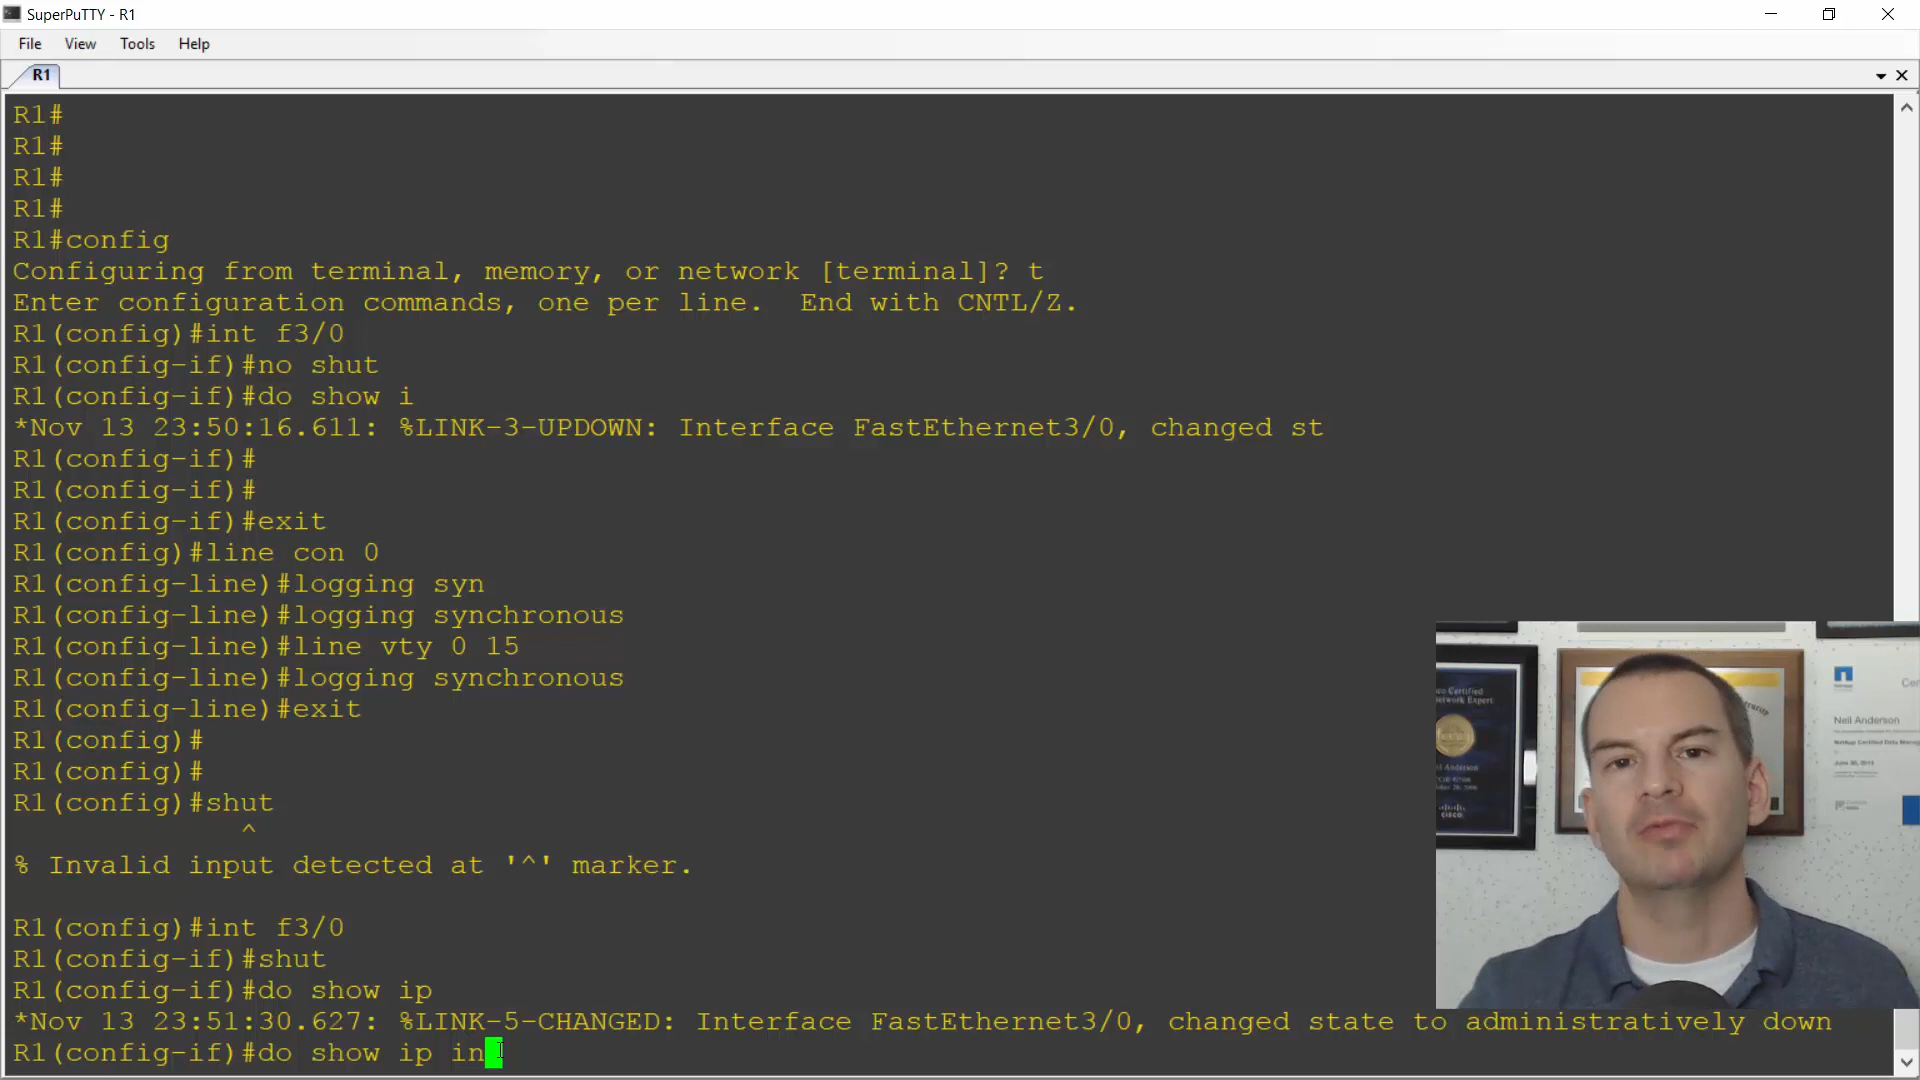 SuperPuTTY - R1
File View Tools Help
R1
R1#
R1#
R1#
R1#
R1#config
Configuring from terminal, memory, or network [terminal]? t
Enter configuration commands, one per line.  End with CNTL/Z.
R1(config)#int f3/0
R1(config-if)#no shut
R1(config-if)#do show i
*Nov 13 23:50:16.611: %LINK-3-UPDOWN: Interface FastEthernet3/0, changed st
R1(config-if)#
R1(config-if)#
R1(config-if)#exit
R1(config)#line con 0
R1(config-line)#logging syn
R1(config-line)#logging synchronous
R1(config-line)#line vty 0 15
R1(config-line)#logging synchronous
R1(config-line)#exit
R1(config)#
R1(config)#
R1(config)#shut
^
% Invalid input detected at '^' marker.
R1(config)#int f3/0
R1(config-if)#shut
R1(config-if)#do show ip
*Nov 13 23:51:30.627: %LINK-5-CHANGED: Interface FastEthernet3/0, changed state to administratively down
R1(config-if)#do show ip in
Certified
Network Expert
Anderson
CISCO
Neil Anderson